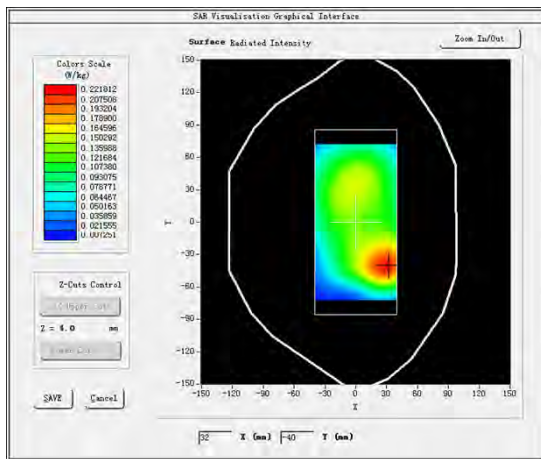 SAR Visualisation Graphical Interface
Surface Radiated Intensity
Zoom In/Out
Colors Scale
(W/kg)
0.221812
0.207508
0.193204
0.178900
0.164596
0.150292
0.135988
0.121684
0.107380
0.093075
0.078771
0.064467
0.050163
0.035859
0.021555
0.007251
150
120
90
60
30
0
-30
-60
-90
-120
-150
Y
-150 -120 -90 -60 -30 0 30 60 90 120 150
X
Z-Cuts Control
Z = 4.0 mm
SAVE
Cancel
32 X (mm) -40 Y (mm)